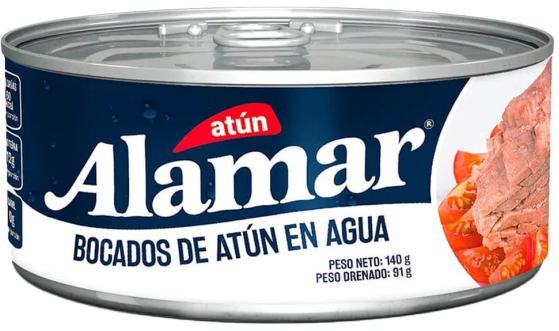 atún
Alamar®
BOCADOS DE ATÚN EN AGUA
PESO NETO: 140 g
PESO DRENADO: 91 g